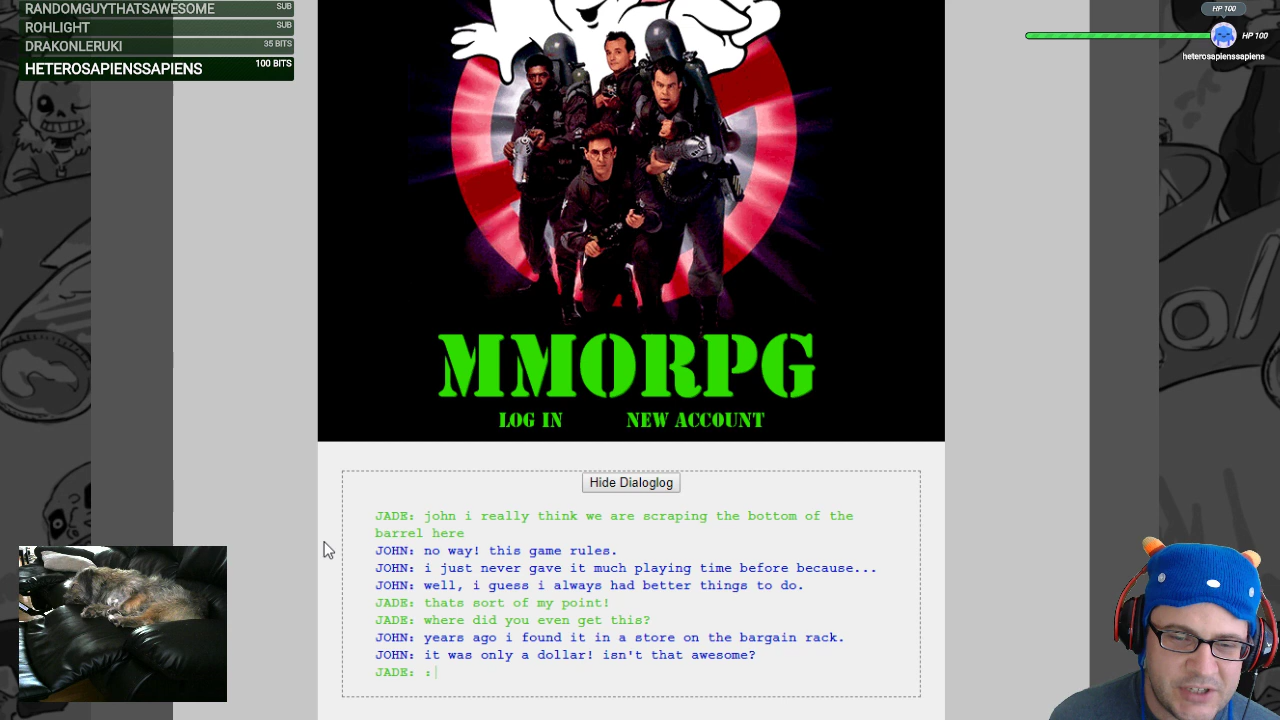 RANDOMGUYTHATSAWESOME SUB
ROHLIGHT SUB
DRAKONLERUKI 35 BITS
HETEROSAPIENSSAPIENS 100 BITS
HP 100
HP 100
heterosapienssapiens
MMORPG
LOG IN NEW ACCOUNT
Hide Dialoglog
JADE: john i really think we are scraping the bottom of the
barrel here
JOHN: no way! this game rules.
JOHN: i just never gave it much playing time before because...
JOHN: well, i guess i always had better things to do.
JADE: thats sort of my point!
JADE: where did you even get this?
JOHN: years ago i found it in a store on the bargain rack.
JOHN: it was only a dollar! isn't that awesome?
JADE: :|